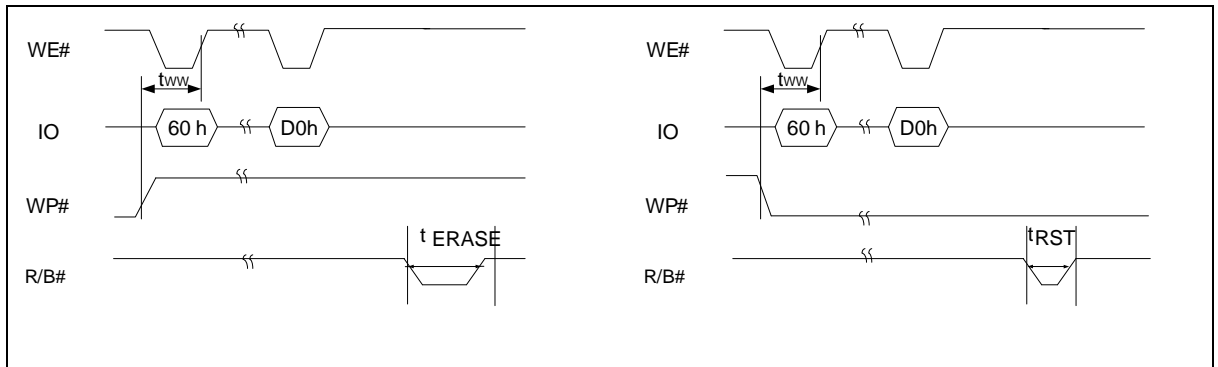 WE#
tWW
IO
60 h
D0h
WP#
t ERASE
R/B#
WE#
tWW
IO
60 h
D0h
WP#
tRST
R/B#